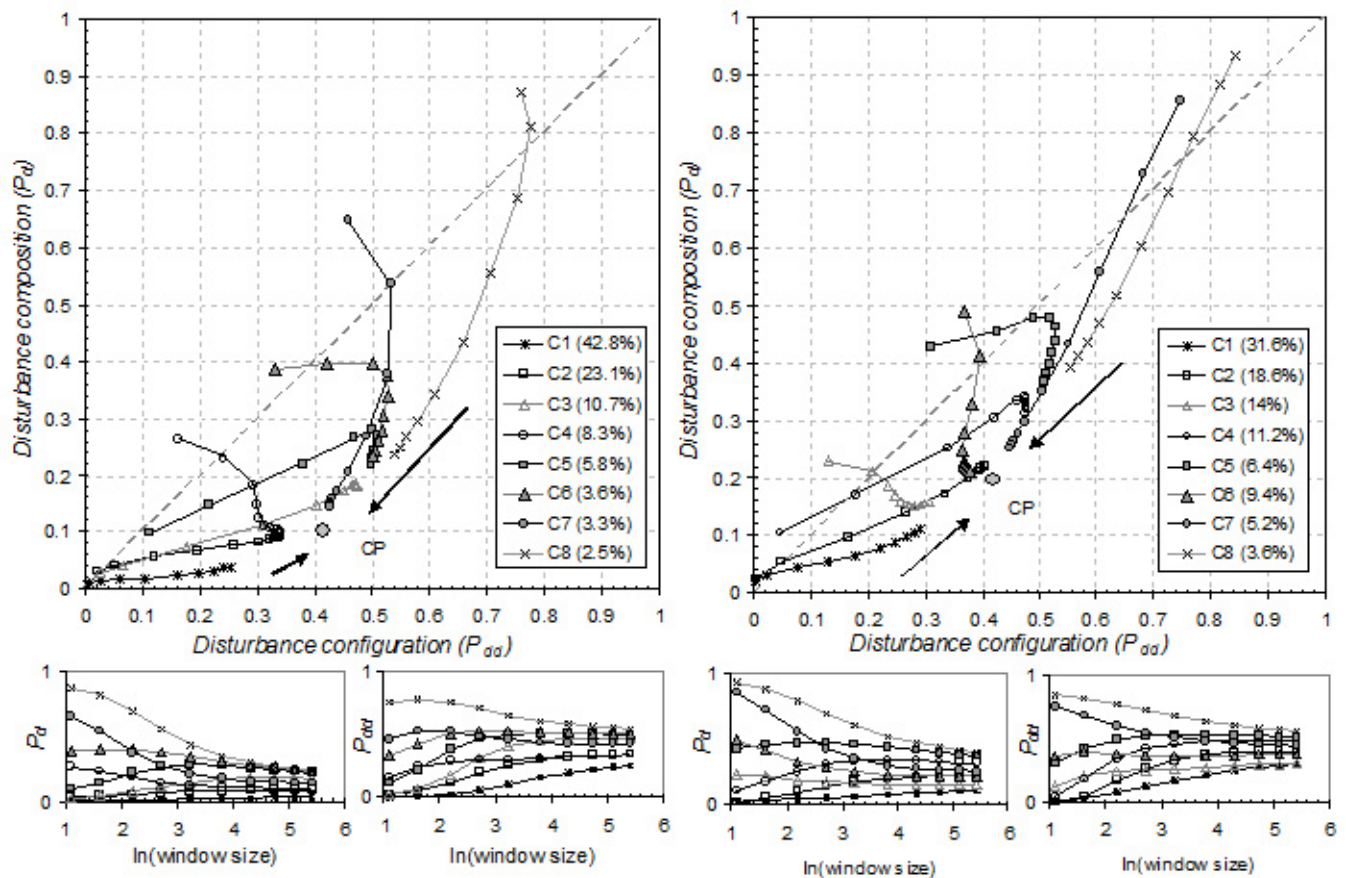 1
0.9
0.8
0.7
0.6
0.5
0.4
0.3
0.2
0.1
0
Disturbance composition (Pd)
0 0.1 0.2 0.3 0.4 0.5 0.6 0.7 0.8 0.9 1
Disturbance configuration (Pdd)
C1 (42.8%)
C2 (23.1%)
C3 (10.7%)
C4 (8.3%)
C5 (5.8%)
C6 (3.6%)
C7 (3.3%)
C8 (2.5%)
CP
1
0.9
0.8
0.7
0.6
0.5
0.4
0.3
0.2
0.1
0
Disturbance composition (Pd)
0 0.1 0.2 0.3 0.4 0.5 0.6 0.7 0.8 0.9 1
Disturbance configuration (Pdd)
C1 (31.6%)
C2 (18.6%)
C3 (14%)
C4 (11.2%)
C5 (6.4%)
C6 (9.4%)
C7 (5.2%)
C8 (3.6%)
CP
1
Pd
0
1 2 3 4 5 6
ln(window size)
1
Pdd
0
1 2 3 4 5 6
ln(window size)
1
Pd
0
1 2 3 4 5 6
ln(window size)
1
Pdd
0
1 2 3 4 5 6
ln(window size)